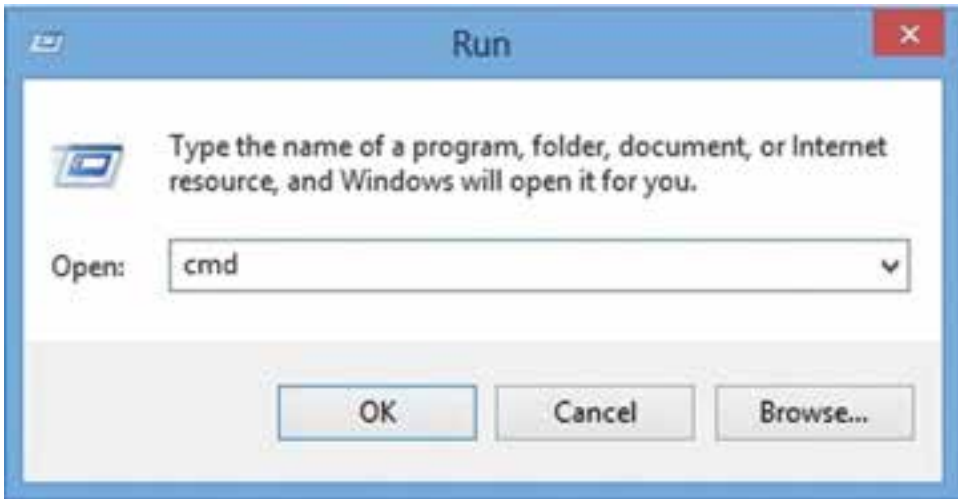 Run
Type the name of a program, folder, document, or Internet
resource, and Windows will open it for you.
Open: cmd
OK Cancel Browse...